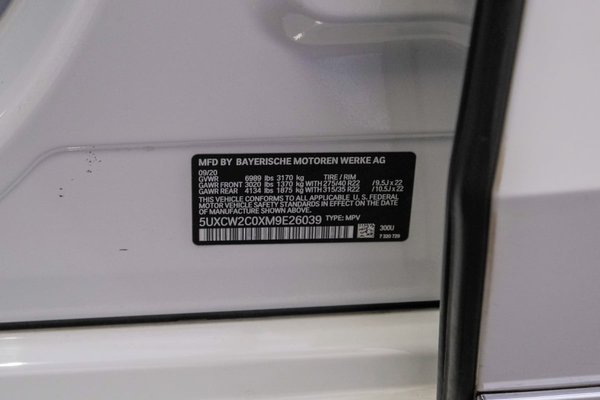 MFD BY BAYERISCHE MOTOREN WERKE AG
09/20
GVWR 6989 lbs 3170 kg TIRE / RIM
GAWR FRONT 3020 lbs 1370 kg WITH 275/40 R22 / 9.5J x 22
GAWR REAR 4134 lbs 1875 kg WITH 315/35 R22 / 10.5J x 22
THIS VEHICLE CONFORMS TO ALL APPLICABLE U. S. FEDERAL
MOTOR VEHICLE SAFETY STANDARDS IN EFFECT ON THE DATE
OF MANUFACTURE SHOWN ABOVE.
5UXCW2C0XM9E26039 TYPE: MPV
300U
7 320 729